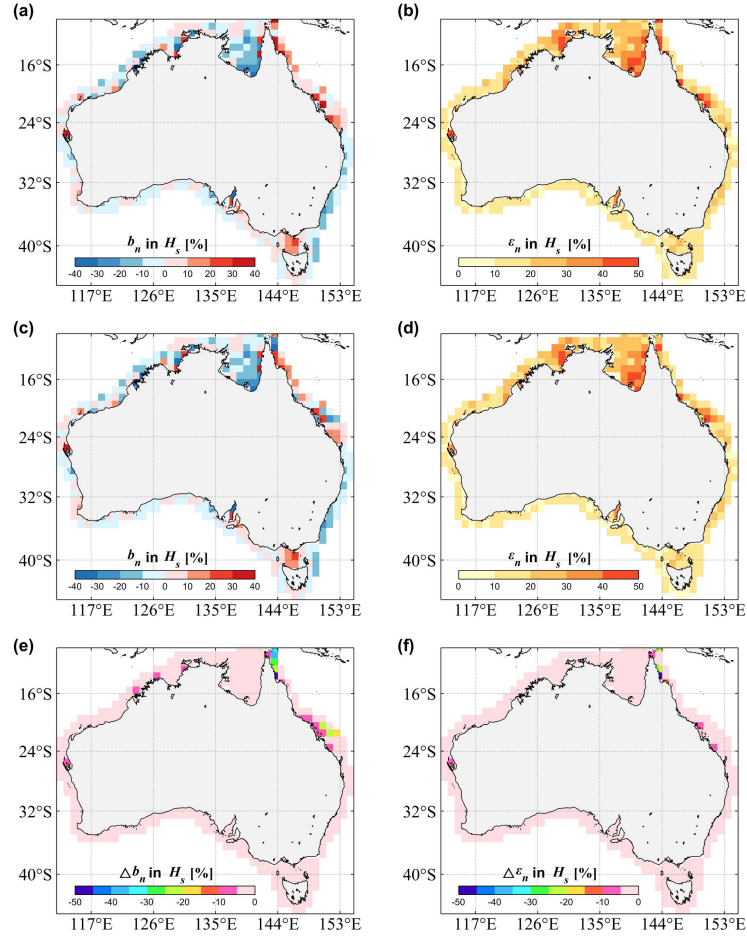 (a)
(b)
16°S
24°S
32°S
40°S
b_n in H_s [%]
-40 -30 -20 -10 0 10 20 30 40
117°E 126°E 135°E 144°E 153°E
16°S
24°S
32°S
40°S
ε_n in H_s [%]
0 10 20 30 40 50
117°E 126°E 135°E 144°E 153°E
(c)
(d)
16°S
24°S
32°S
40°S
b_n in H_s [%]
-40 -30 -20 -10 0 10 20 30 40
117°E 126°E 135°E 144°E 153°E
16°S
24°S
32°S
40°S
ε_n in H_s [%]
0 10 20 30 40 50
117°E 126°E 135°E 144°E 153°E
(e)
(f)
16°S
24°S
32°S
40°S
△b_n in H_s [%]
-50 -40 -30 -20 -10 0
117°E 126°E 135°E 144°E 153°E
16°S
24°S
32°S
40°S
△ε_n in H_s [%]
-50 -40 -30 -20 -10 0
117°E 126°E 135°E 144°E 153°E